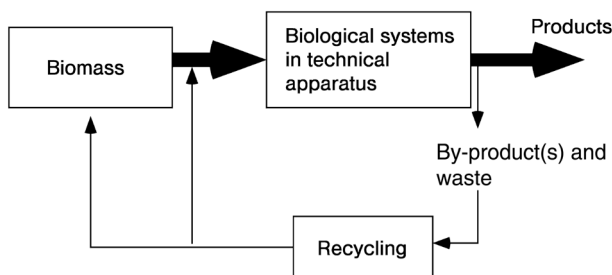 Biomass
Biological systems
in technical
apparatus
Products
By-product(s) and
waste
Recycling